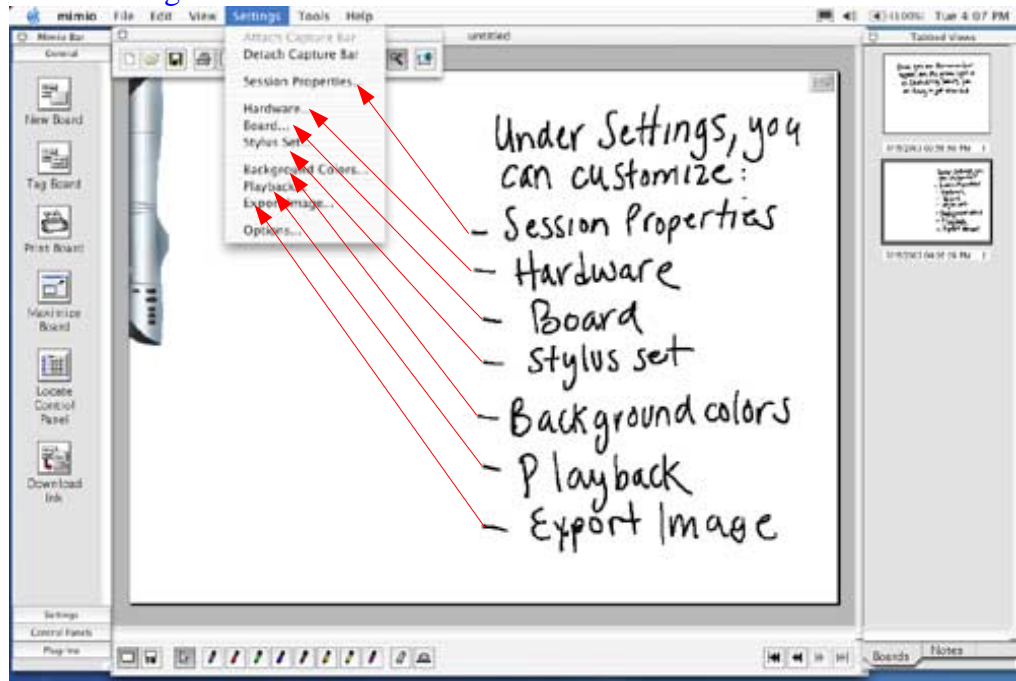 mimio File Edit View Settings Tools Help
(100%) Tue 4:07 PM
Mimio Bar
untitled
Tabbed Views
General
Attach Capture Bar
Detach Capture Bar
Session Properties...
Hardware...
Board...
Stylus Set...
Background Colors...
Playback...
Export Image...
Options...
New Board
Tag Board
Print Board
Maximize
Board
Locate
Control
Panel
Download
Ink
Under Settings, you
can customize:
- Session Properties
- Hardware
- Board
- Stylus set
- Background colors
- Playback
- Export Image
Settings
Control Panels
Plug-ins
Boards
Notes